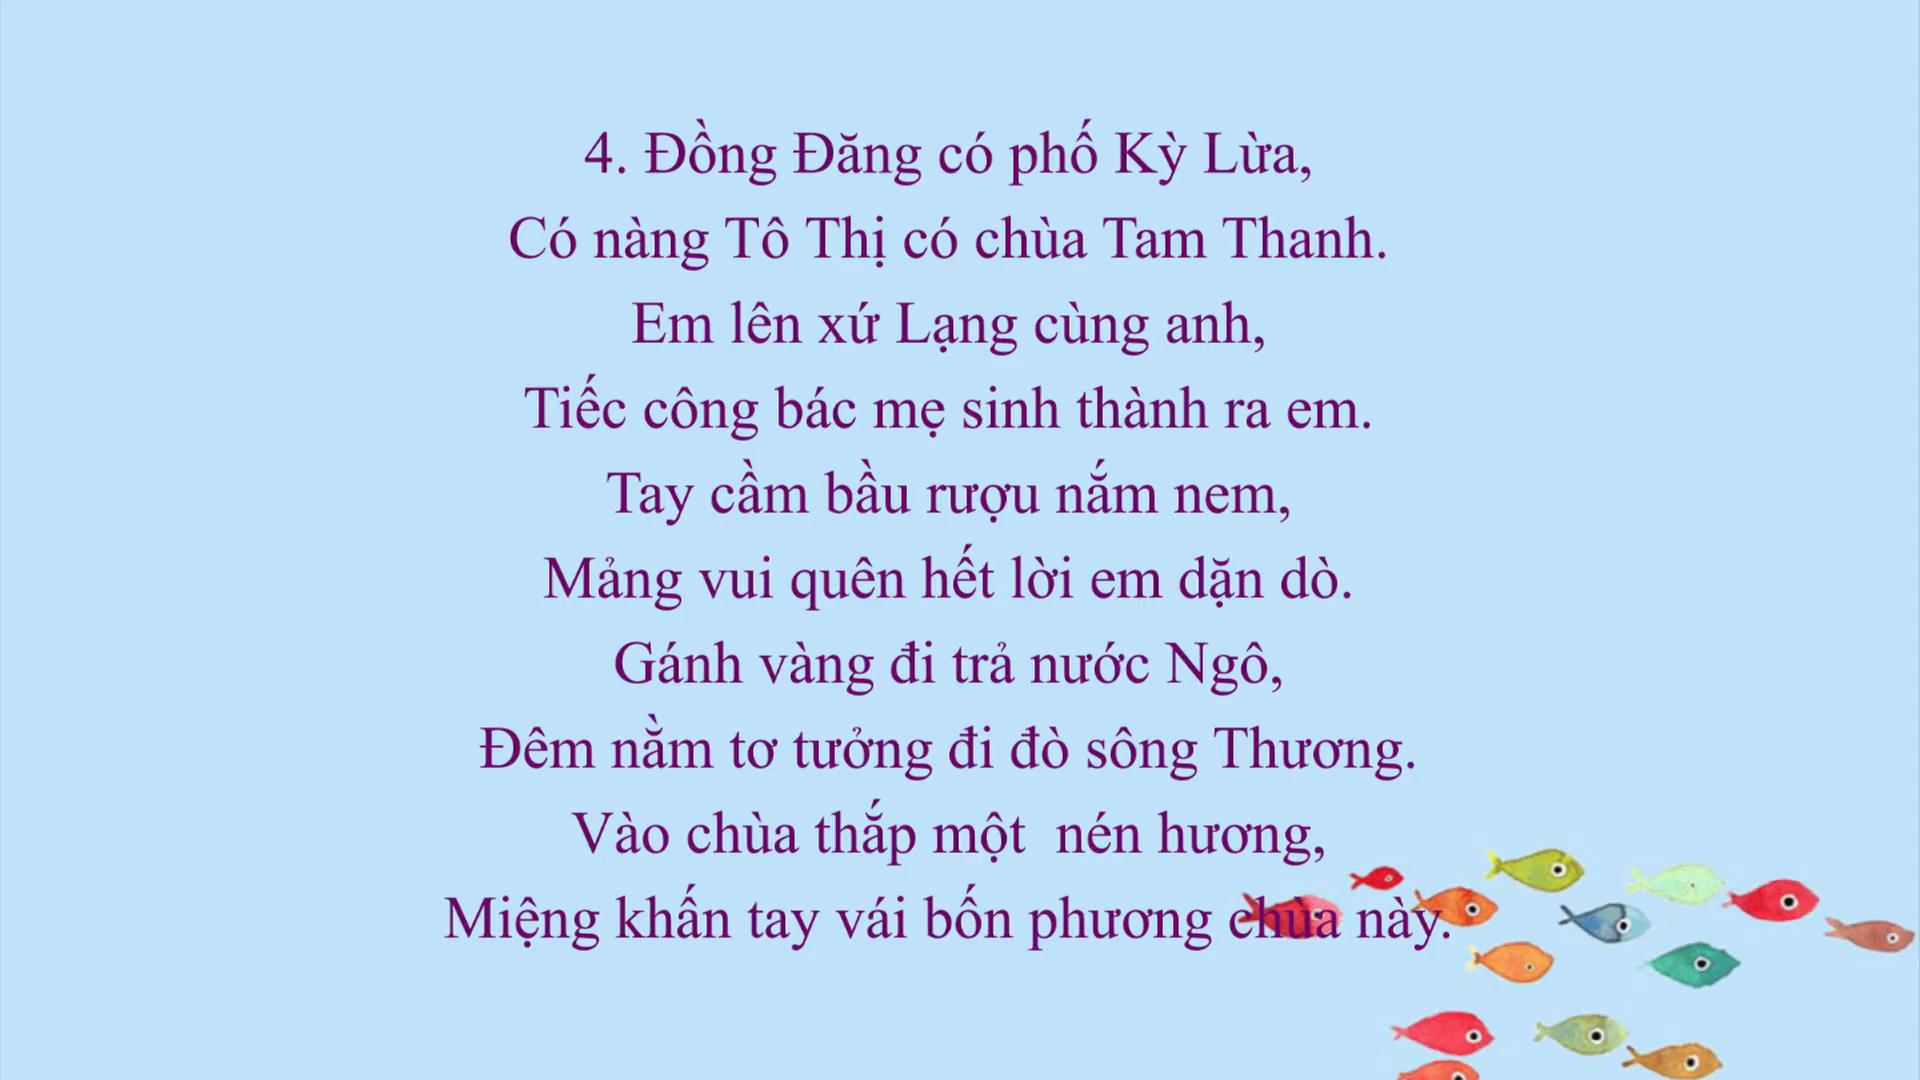 4. Đồng Đăng có phố Kỳ Lừa,
Có nàng Tô Thị có chùa Tam Thanh.
Em lên xứ Lạng cùng anh,
Tiếc công bác mẹ sinh thành ra em.
Tay cầm bầu rượu nắm nem,
Mảng vui quên hết lời em dặn dò.
Gánh vàng đi trả nước Ngô,
Đêm nằm tơ tưởng đi đò sông Thương.
Vào chùa thắp một nén hương,
Miệng khấn tay vái bốn phương chùa này.